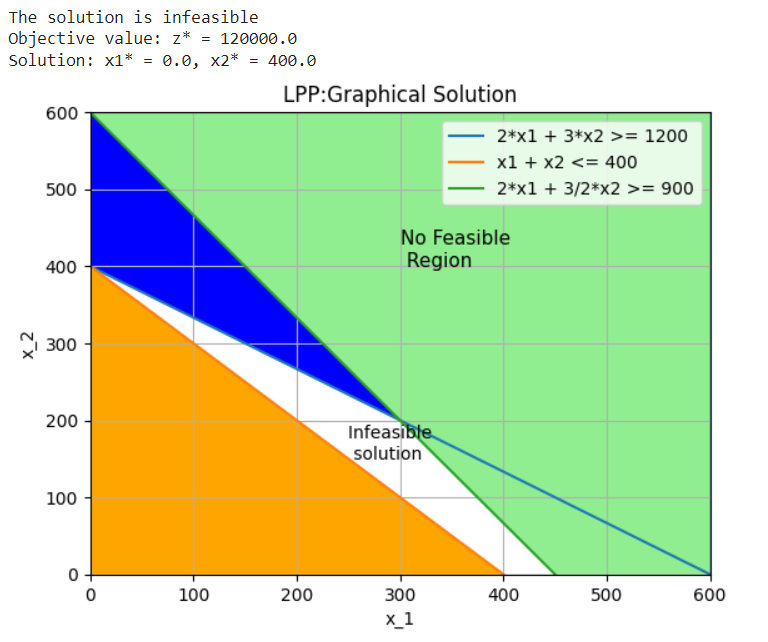 The solution is infeasible
Objective value: z* = 120000.0
Solution: x1* = 0.0, x2* = 400.0
LPP:Graphical Solution
600
500
400
300
200
100
0
x_2
2*x1 + 3*x2 >= 1200
x1 + x2 <= 400
2*x1 + 3/2*x2 >= 900
No Feasible
Region
Infeasible
solution
0 100 200 300 400 500 600
x_1